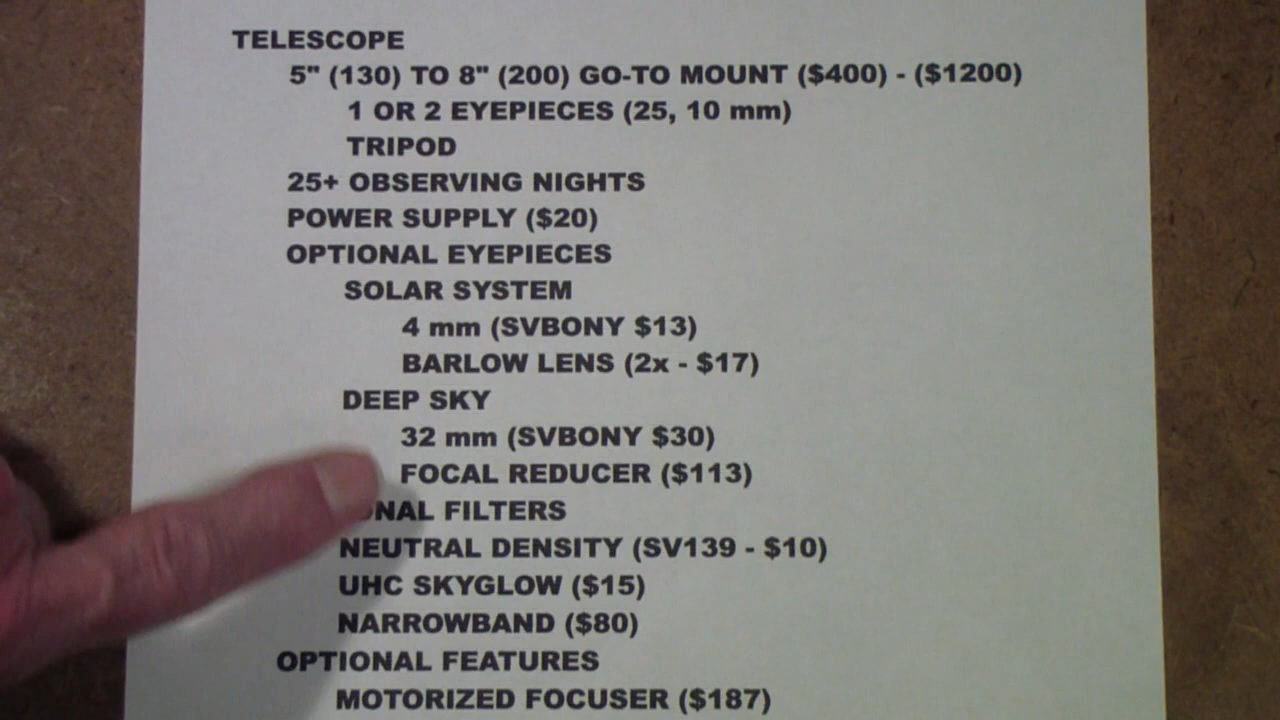 TELESCOPE
5" (130) TO 8" (200) GO-TO MOUNT ($400) - ($1200)
1 OR 2 EYEPIECES (25, 10 mm)
TRIPOD
25+ OBSERVING NIGHTS
POWER SUPPLY ($20)
OPTIONAL EYEPIECES
SOLAR SYSTEM
4 mm (SVBONY $13)
BARLOW LENS (2x - $17)
DEEP SKY
32 mm (SVBONY $30)
FOCAL REDUCER ($113)
FILTERS
NEUTRAL DENSITY (SV139 - $10)
UHC SKYGLOW ($15)
NARROWBAND ($80)
OPTIONAL FEATURES
MOTORIZED FOCUSER ($187)